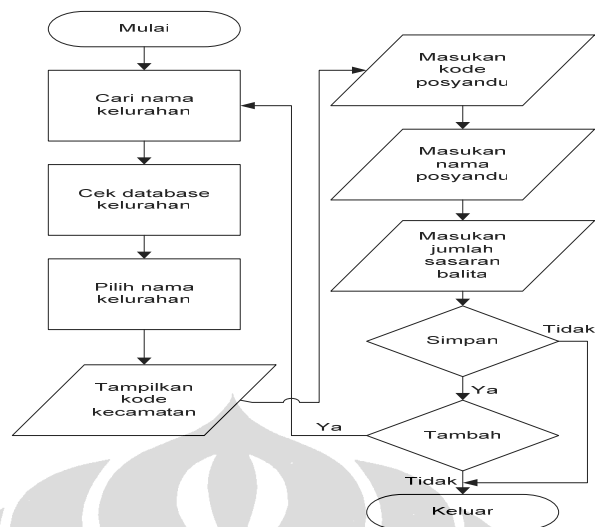 Mulai
Cari nama
kelurahan
Cek database
kelurahan
Pilih nama
kelurahan
Tampilkan
kode
kecamatan
Masukan
kode
posyandu
Masukan
nama
posyandu
Masukan
jumlah
sasaran
balita
Simpan
Tidak
Ya
Tambah
Ya
Tidak
Keluar